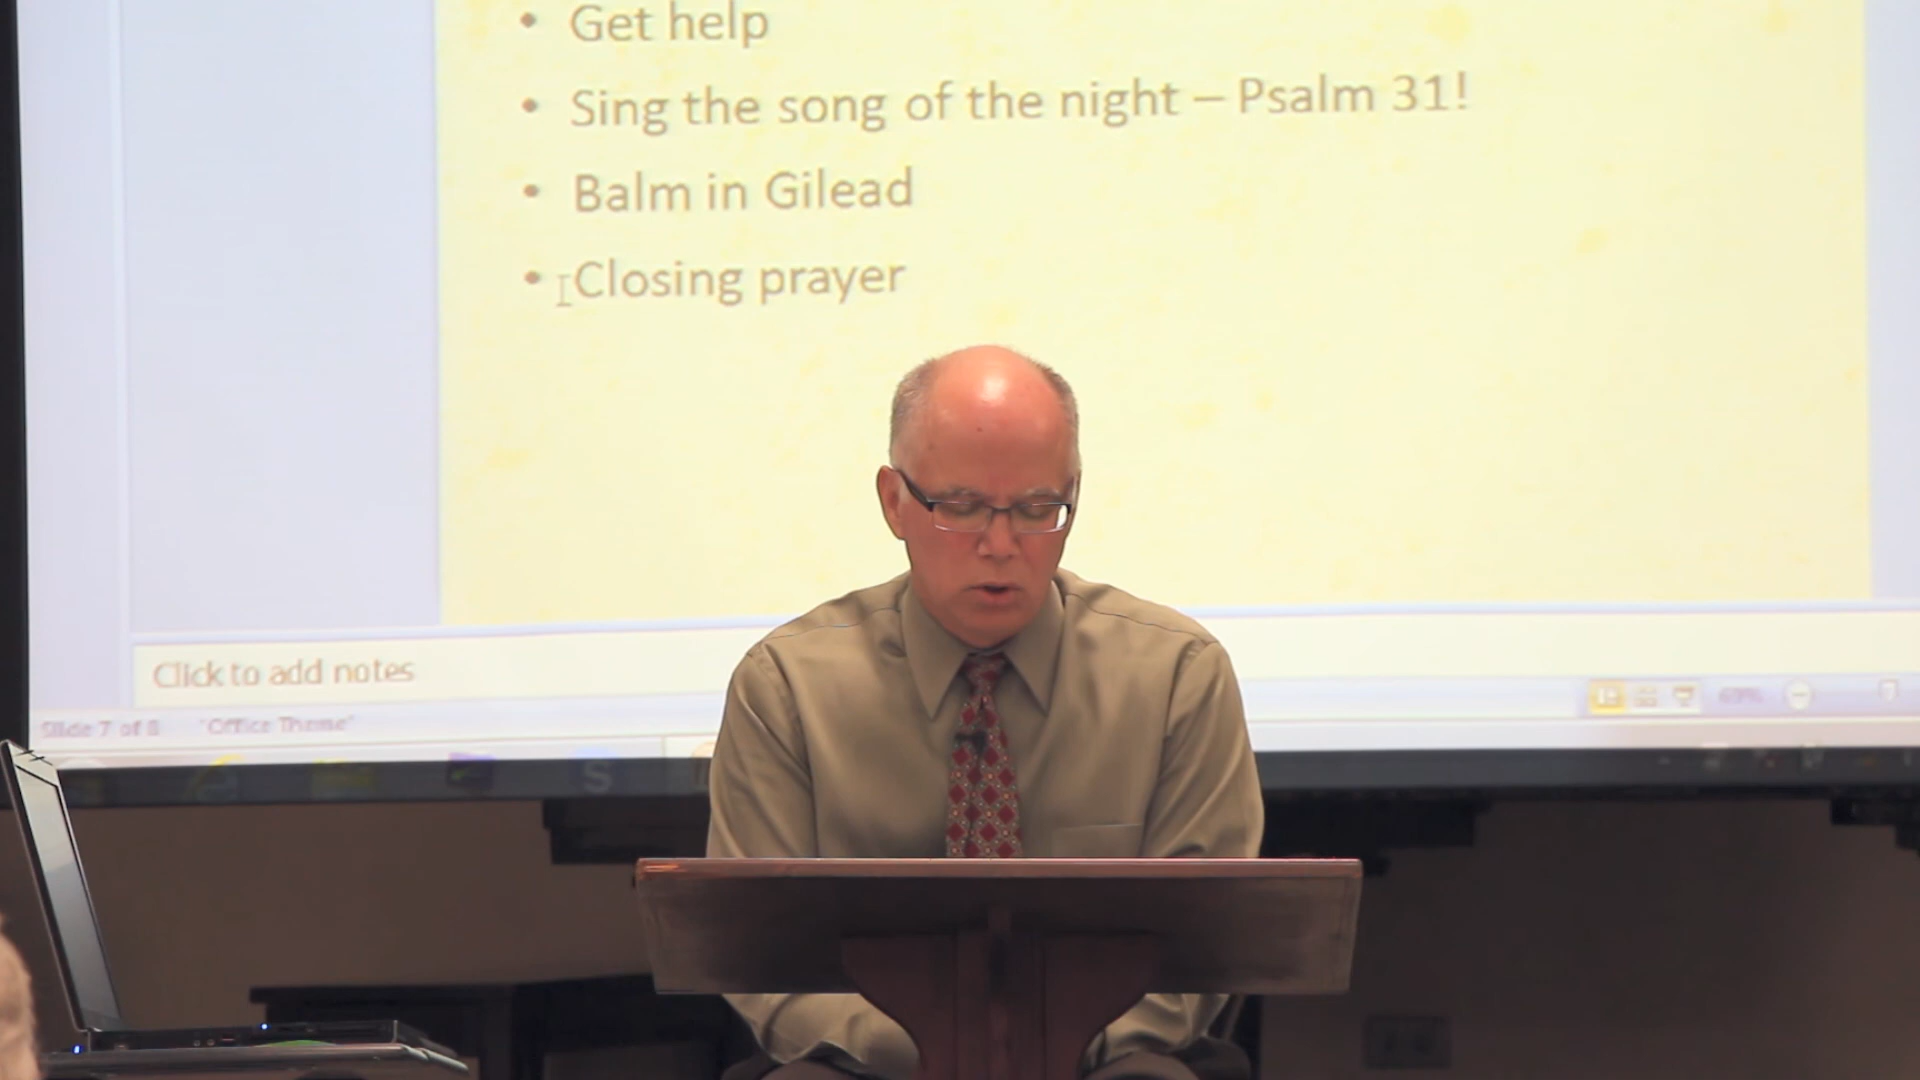 • Get help
• Sing the song of the night – Psalm 31!
• Balm in Gilead
• Closing prayer
Click to add notes
Slide 7 of 8 "Office Theme" 69%